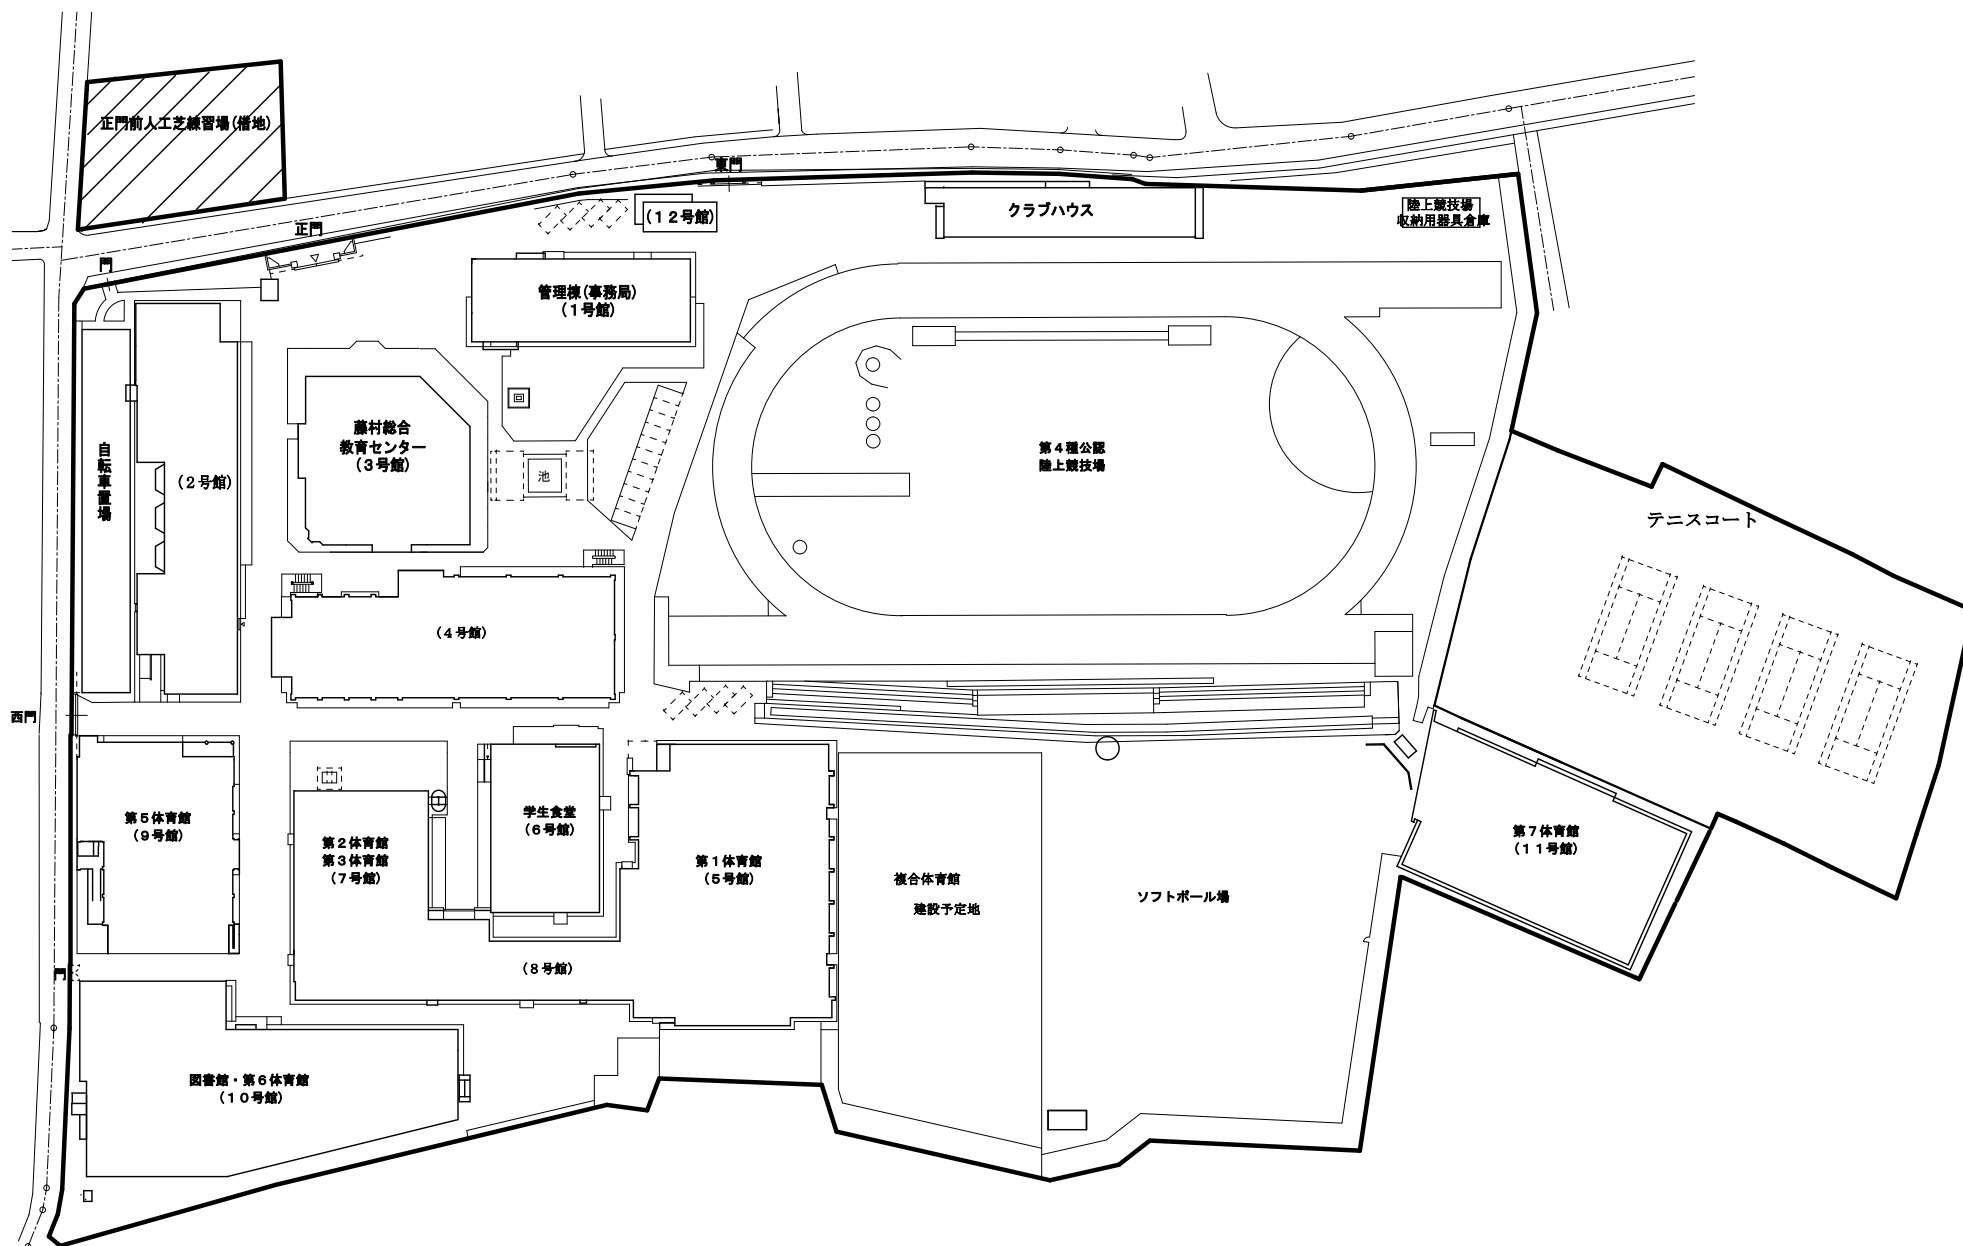 正門前人工芝練習場(借地)
東門
正門
門
(12号館)
クラブハウス
陸上競技場
収納用器具倉庫
管理棟(事務局)
(1号館)
藤村総合
教育センター
(3号館)
自転車置場
(2号館)
池
第4種公認
陸上競技場
テニスコート
(4号館)
西門
第5体育館
(9号館)
第2体育館
第3体育館
(7号館)
学生食堂
(6号館)
第1体育館
(5号館)
複合体育館
建設予定地
ソフトボール場
第7体育館
(11号館)
(8号館)
門
図書館・第6体育館
(10号館)